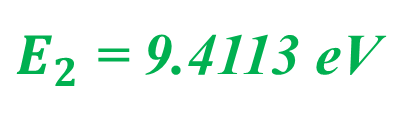 E₂ = 9.4113 eV